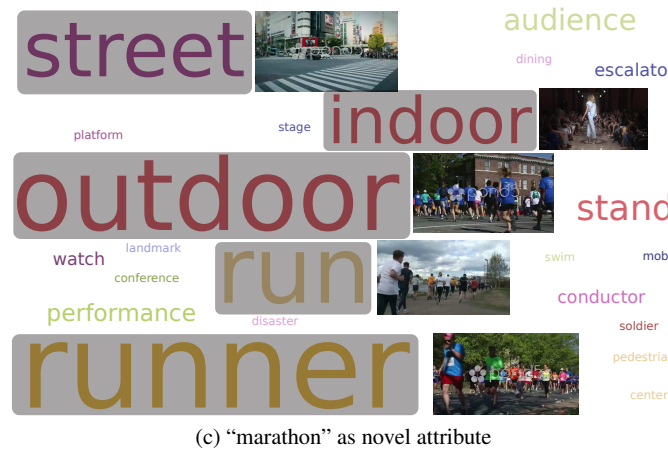 street
audience
dining
escalato
indoor
stage
platform
outdoor
stand
watch
landmark
conference
run
swim
mob
performance
conductor
disaster
soldier
runner
pedestria
center
(c) “marathon” as novel attribute